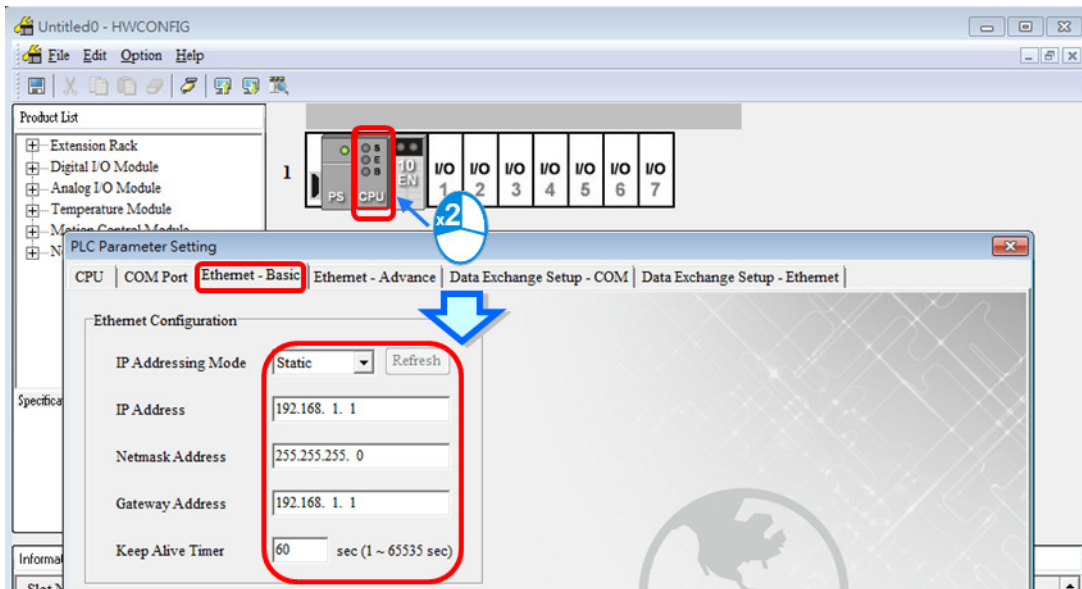 Untitled0 - HWCONFIG
File Edit Option Help
Product List
Extension Rack
Digital I/O Module
Analog I/O Module
Temperature Module
Motion Control Module
N
1
PS
S
E
B
CPU
10
EN
I/O 1
I/O 2
I/O 3
I/O 4
I/O 5
I/O 6
I/O 7
x2
PLC Parameter Setting
CPU COM Port Ethernet - Basic Ethernet - Advance Data Exchange Setup - COM Data Exchange Setup - Ethernet
Ethernet Configuration
IP Addressing Mode Static Refresh
IP Address 192.168. 1. 1
Netmask Address 255.255.255. 0
Gateway Address 192.168. 1. 1
Keep Alive Timer 60 sec (1 ~ 65535 sec)
Specifica
Informat